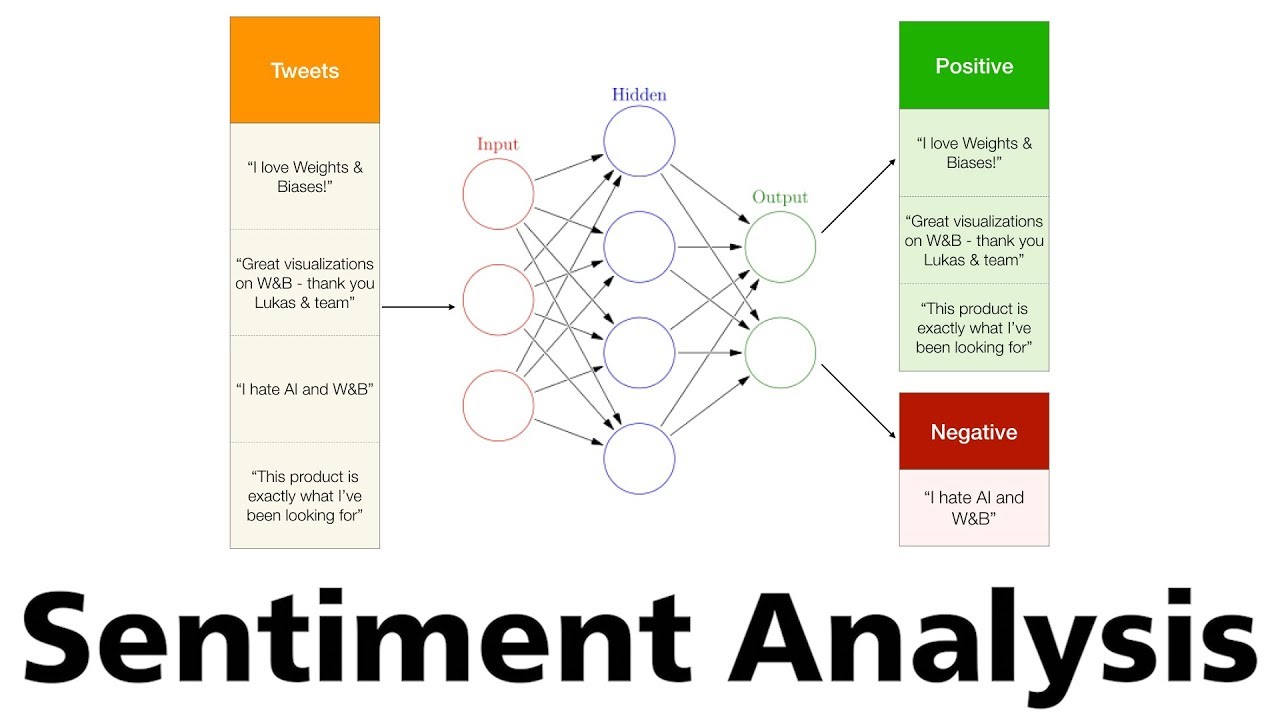 Tweets
“I love Weights &
Biases!”
“Great visualizations
on W&B - thank you
Lukas & team”
“I hate AI and W&B”
“This product is
exactly what I’ve
been looking for”
Input
Hidden
Output
Positive
“I love Weights &
Biases!”
“Great visualizations
on W&B - thank you
Lukas & team”
“This product is
exactly what I’ve
been looking for”
Negative
“I hate AI and
W&B”
Sentiment Analysis